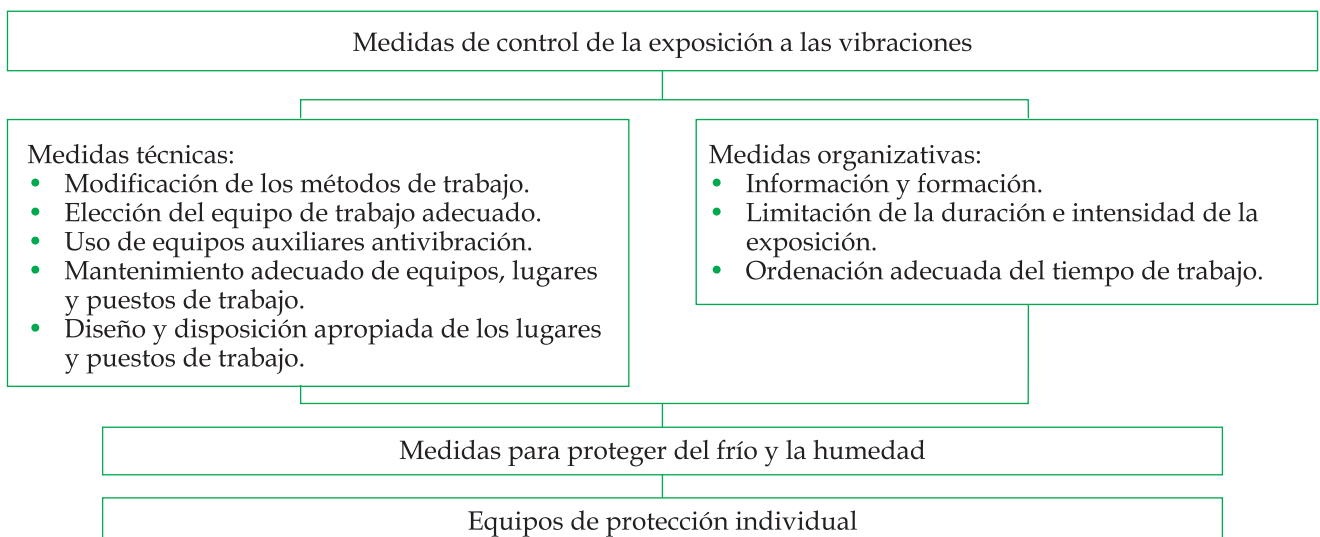 Medidas de control de la exposición a las vibraciones
Medidas técnicas:
• Modificación de los métodos de trabajo.
• Elección del equipo de trabajo adecuado.
• Uso de equipos auxiliares antivibración.
• Mantenimiento adecuado de equipos, lugares
y puestos de trabajo.
• Diseño y disposición apropiada de los lugares
y puestos de trabajo.
Medidas organizativas:
• Información y formación.
• Limitación de la duración e intensidad de la
exposición.
• Ordenación adecuada del tiempo de trabajo.
Medidas para proteger del frío y la humedad
Equipos de protección individual